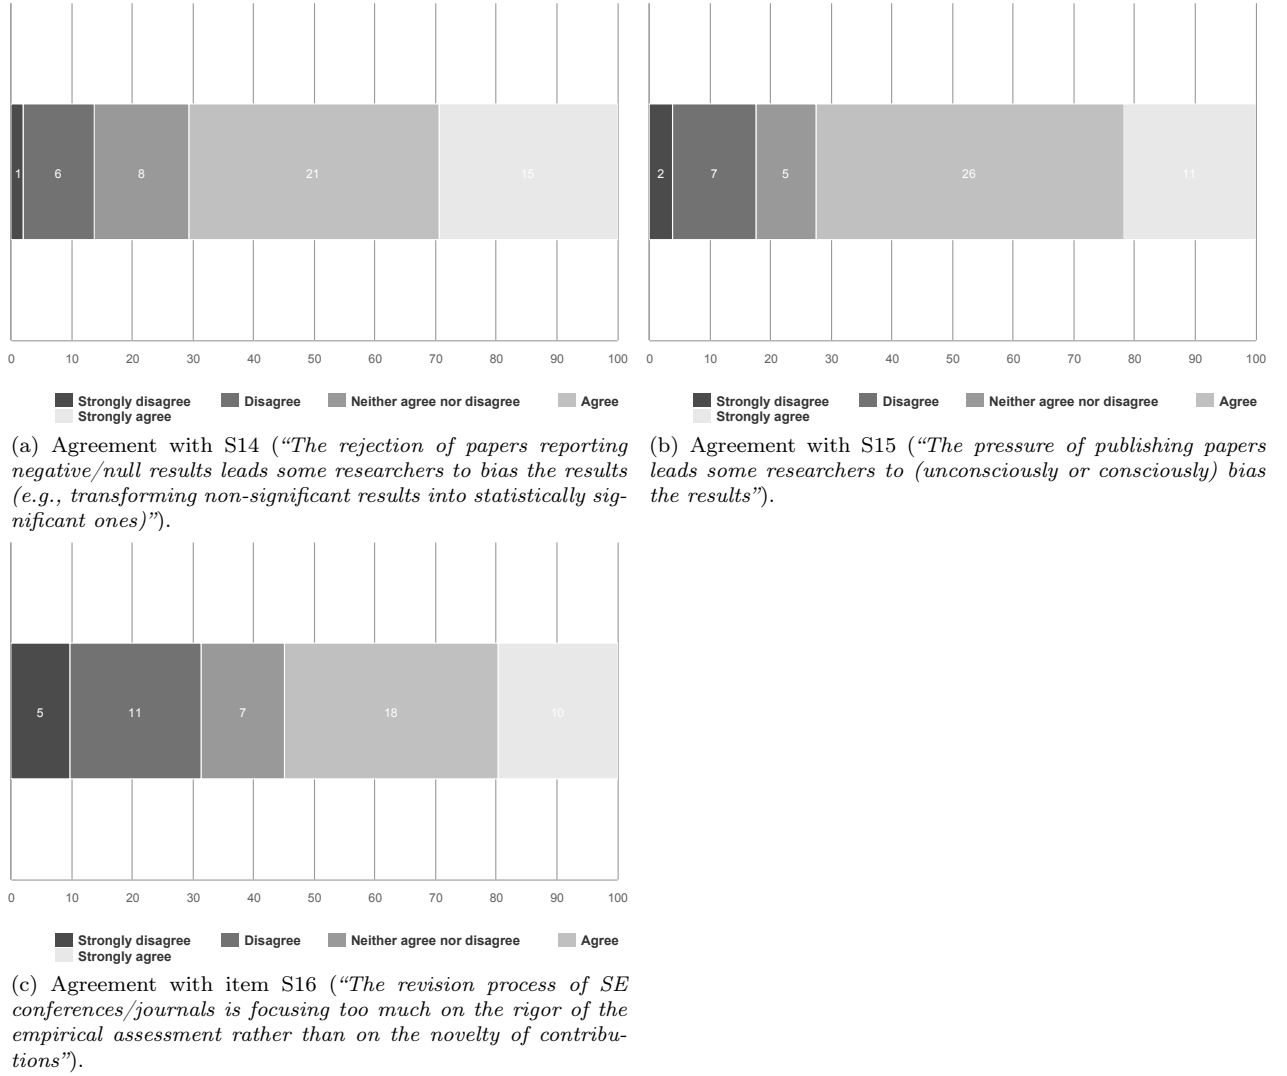 1 6 8 21 15
0 10 20 30 40 50 60 70 80 90 100
Strongly disagree Disagree Neither agree nor disagree Agree
Strongly agree
(a) Agreement with S14 (“The rejection of papers reporting
negative/null results leads some researchers to bias the results
(e.g., transforming non-significant results into statistically sig-
nificant ones)”).
2 7 5 26 11
0 10 20 30 40 50 60 70 80 90 100
Strongly disagree Disagree Neither agree nor disagree Agree
Strongly agree
(b) Agreement with S15 (“The pressure of publishing papers
leads some researchers to (unconsciously or consciously) bias
the results”).
5 11 7 18 10
0 10 20 30 40 50 60 70 80 90 100
Strongly disagree Disagree Neither agree nor disagree Agree
Strongly agree
(c) Agreement with item S16 (“The revision process of SE
conferences/journals is focusing too much on the rigor of the
empirical assessment rather than on the novelty of contribu-
tions”).